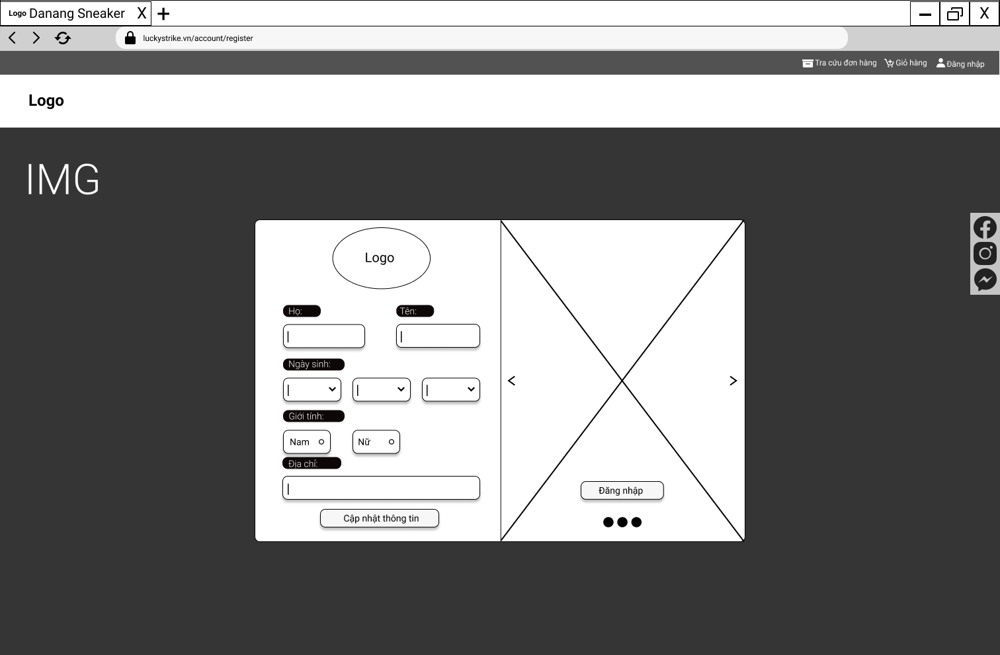 Logo Danang Sneaker X +
X
luckystrike.vn/account/register
Tra cứu đơn hàng Giỏ hàng Đăng nhập
Logo
IMG
Logo
Họ: Tên:
Ngày sinh:
Giới tính:
Nam Nữ
Địa chỉ:
Cập nhật thông tin
< >
Đăng nhập